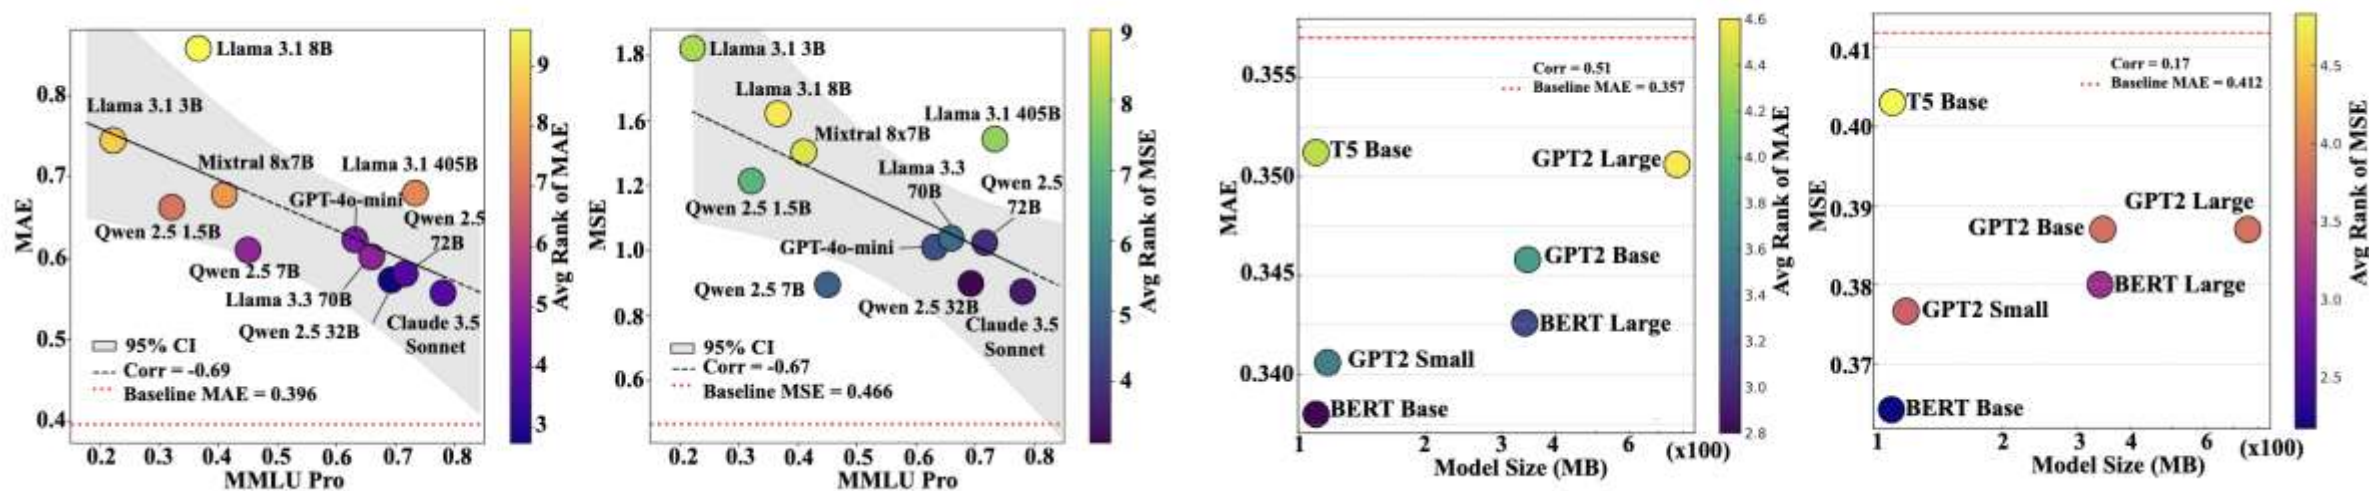 Llama 3.1 8B
Llama 3.1 3B
Mixtral 8x7B
Llama 3.1 405B
GPT-4o-mini
Qwen 2.5 1.5B
Qwen 2.5
72B
Qwen 2.5 7B
Llama 3.3 70B
Qwen 2.5 32B
Claude 3.5
Sonnet
95% CI
Corr = -0.69
Baseline MAE = 0.396
MAE
0.8
0.7
0.6
0.5
0.4
0.2 0.3 0.4 0.5 0.6 0.7 0.8
MMLU Pro
9
8
7
6
5
4
3
Avg Rank of MAE
Llama 3.1 3B
Llama 3.1 8B
Mixtral 8x7B
Llama 3.1 405B
Llama 3.3
70B
Qwen 2.5
72B
Qwen 2.5 1.5B
GPT-4o-mini
Qwen 2.5 7B
Qwen 2.5 32B
Claude 3.5
Sonnet
95% CI
Corr = -0.67
Baseline MSE = 0.466
MSE
1.8
1.6
1.4
1.2
1.0
0.8
0.6
0.2 0.3 0.4 0.5 0.6 0.7 0.8
MMLU Pro
9
8
7
6
5
4
Avg Rank of MSE
Corr = 0.51
Baseline MAE = 0.357
T5 Base
GPT2 Large
GPT2 Base
BERT Large
GPT2 Small
BERT Base
MAE
0.355
0.350
0.345
0.340
1 2 3 4 6 (x100)
Model Size (MB)
4.6
4.4
4.2
4.0
3.8
3.6
3.4
3.2
3.0
2.8
Avg Rank of MAE
Corr = 0.17
Baseline MAE = 0.412
T5 Base
GPT2 Large
GPT2 Base
BERT Large
GPT2 Small
BERT Base
MSE
0.41
0.40
0.39
0.38
0.37
1 2 3 4 6 (x100)
Model Size (MB)
4.5
4.0
3.5
3.0
2.5
Avg Rank of MSE